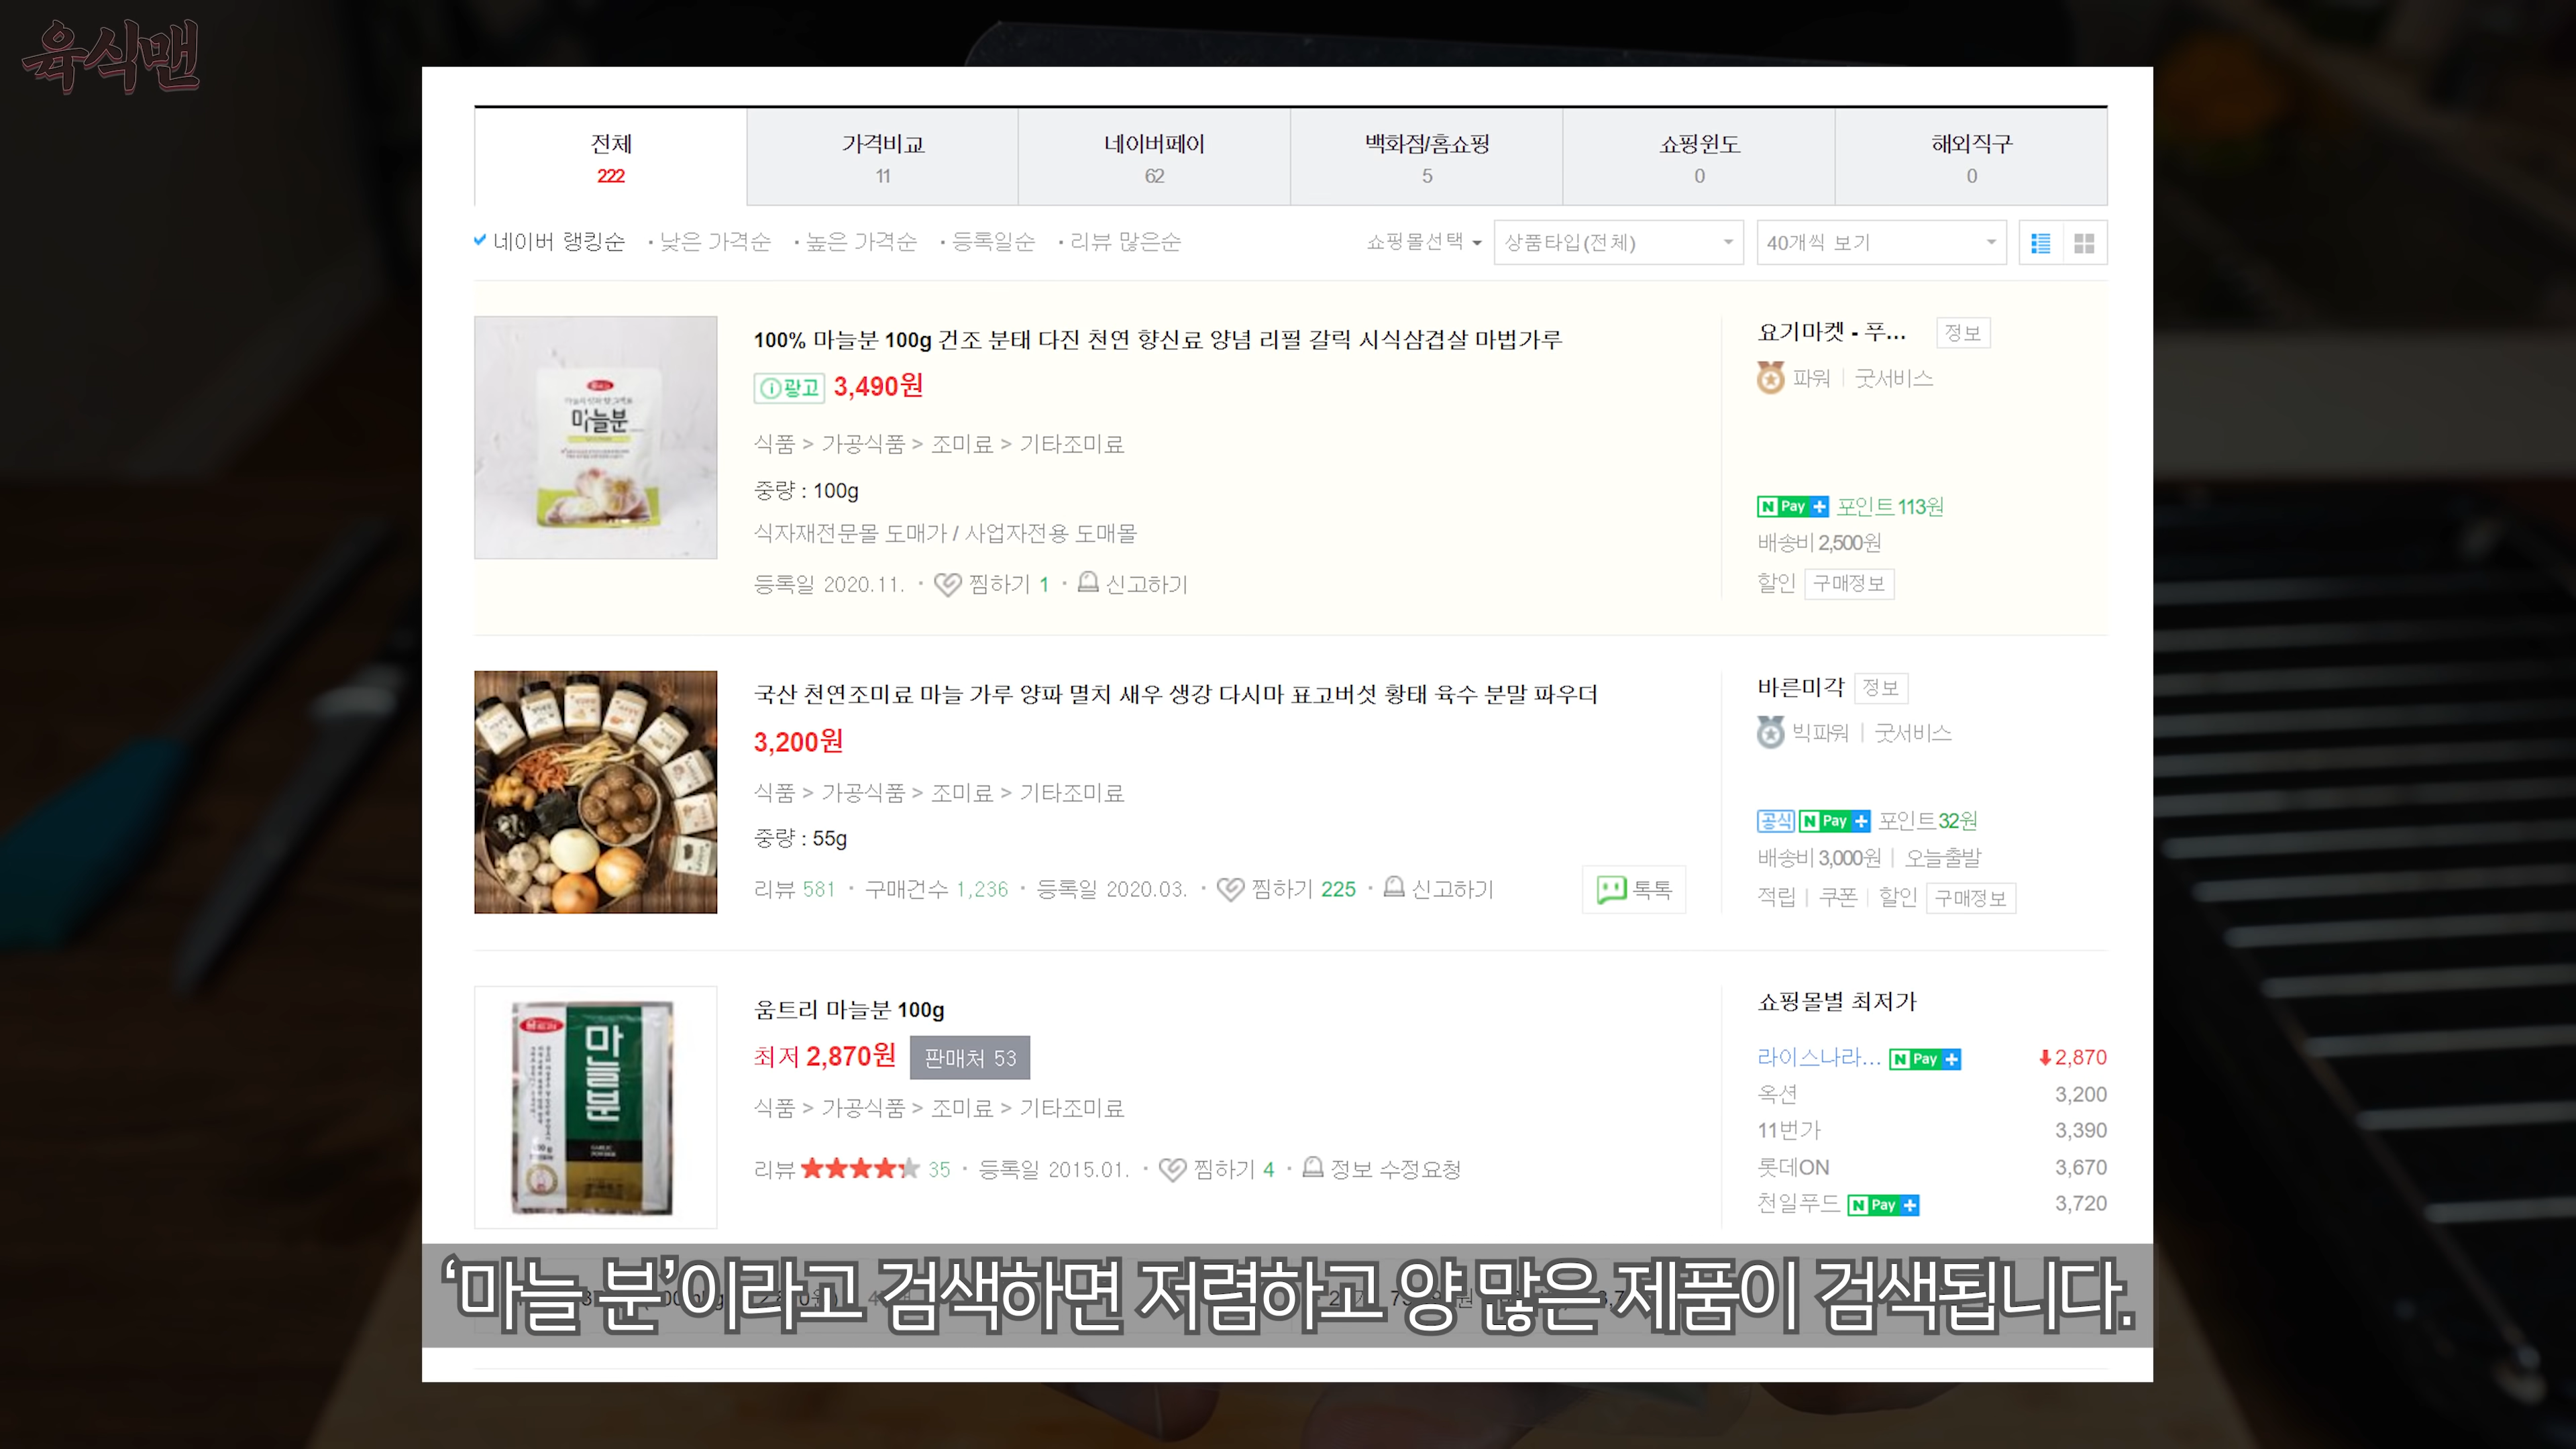 육식맨
전체
222
가격비교
11
네이버페이
62
백화점/홈쇼핑
5
쇼핑윈도
0
해외직구
0
네이버 랭킹순 · 낮은 가격순 · 높은 가격순 · 등록일순 · 리뷰 많은순
쇼핑몰선택 상품타입(전체) 40개씩 보기
마늘분
100% 마늘분 100g 건조 분태 다진 천연 향신료 양념 리필 갈릭 시식삼겹살 마법가루
광고 3,490원
식품 > 가공식품 > 조미료 > 기타조미료
중량 : 100g
식자재전문몰 도매가 / 사업자전용 도매몰
등록일 2020.11. · 찜하기 1 · 신고하기
요기마켓 - 푸... 정보
파워 | 굿서비스
N Pay + 포인트 113원
배송비 2,500원
할인 구매정보
국산 천연조미료 마늘 가루 양파 멸치 새우 생강 다시마 표고버섯 황태 육수 분말 파우더
3,200원
식품 > 가공식품 > 조미료 > 기타조미료
중량 : 55g
리뷰 581 · 구매건수 1,236 · 등록일 2020.03. · 찜하기 225 · 신고하기
톡톡
바른미각 정보
빅파워 | 굿서비스
공식 N Pay + 포인트 32원
배송비 3,000원 | 오늘출발
적립 | 쿠폰 | 할인 구매정보
마늘분
움트리 마늘분 100g
최저 2,870원 판매처 53
식품 > 가공식품 > 조미료 > 기타조미료
리뷰 35 · 등록일 2015.01. · 찜하기 4 · 정보 수정요청
쇼핑몰별 최저가
라이스나라... N Pay + 2,870
옥션 3,200
11번가 3,390
롯데ON 3,670
천일푸드 N Pay + 3,720
‘마늘 분’이라고 검색하면 저렴하고 양 많은 제품이 검색됩니다.